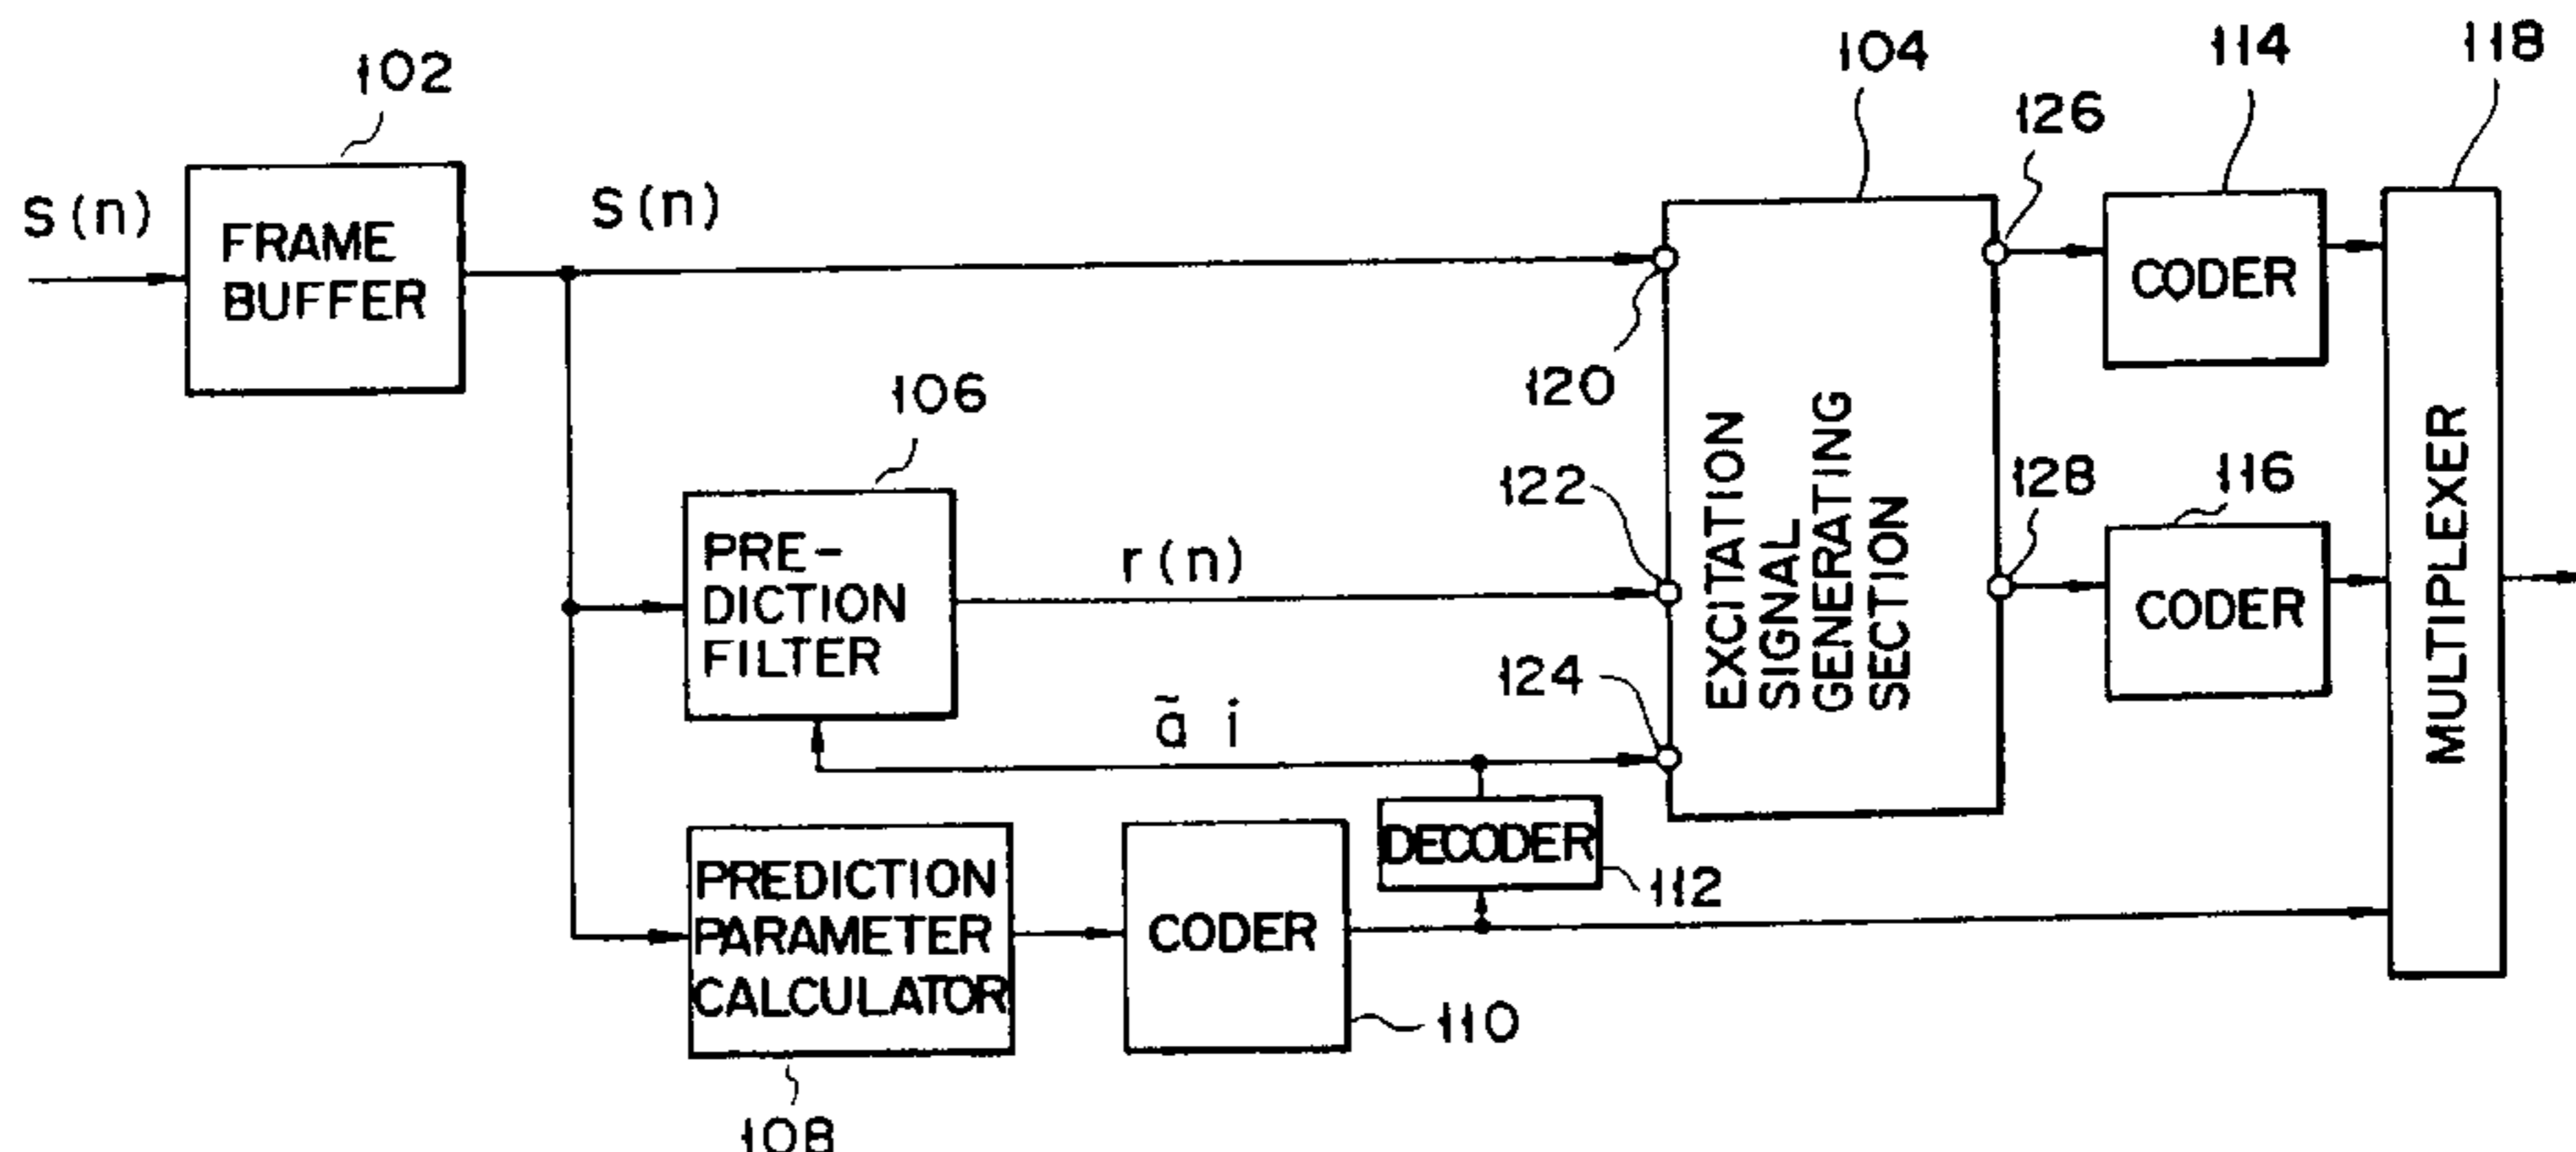 102
104
114
118
126
S(n)
FRAME
BUFFER
S(n)
CODER
120
106
122
PRE-
DICTION
FILTER
r(n)
EXCITATION
SIGNAL
GENERATING
SECTION
128
116
CODER
MULTIPLEXER
124
ã i
DECODER
112
PREDICTION
PARAMETER
CALCULATOR
CODER
110
108